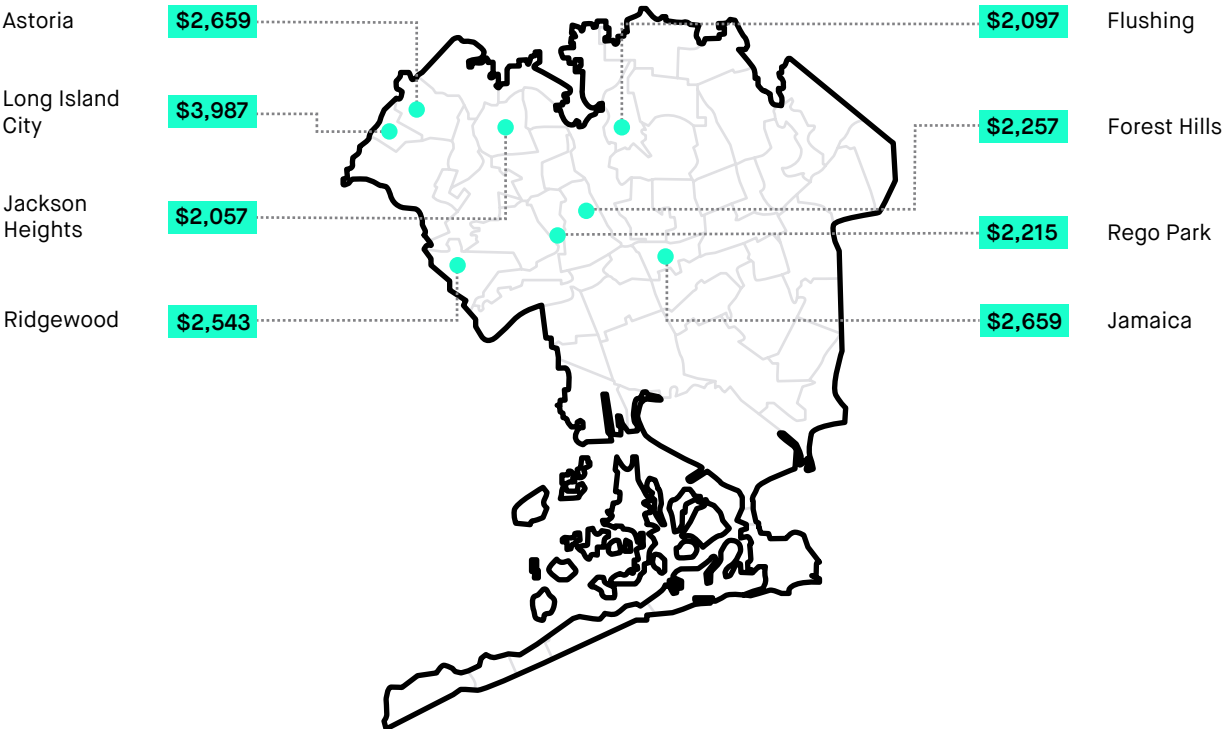 Astoria
$2,659
Long Island
City
$3,987
Jackson
Heights
$2,057
Ridgewood
$2,543
$2,097
Flushing
$2,257
Forest Hills
$2,215
Rego Park
$2,659
Jamaica